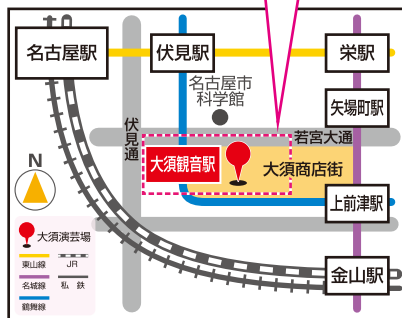 名古屋駅
伏見駅
栄駅
名古屋市
科学館
矢場町駅
伏見通
若宮大通
大須観音駅
大須商店街
N
上前津駅
大須演芸場
東山線
JR
名城線
私 鉄
鶴舞線
金山駅